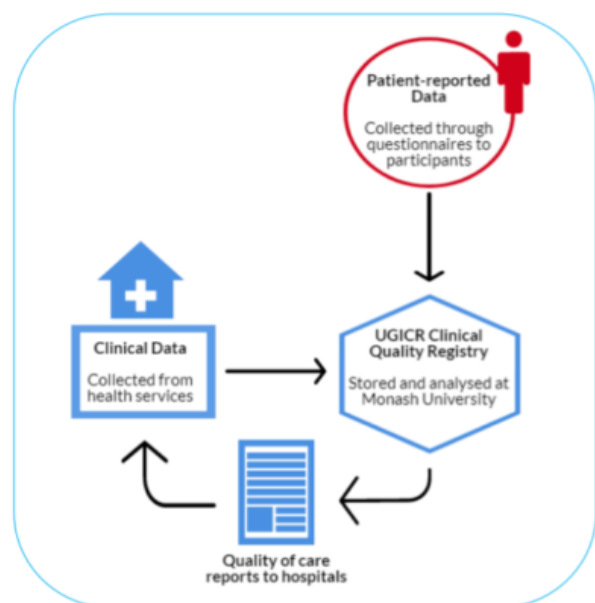 Patient-reported
Data
Collected through
questionnaires to
participants
Clinical Data
Collected from
health services
UGICR Clinical
Quality Registry
Stored and analysed at
Monash University
Quality of care
reports to hospitals